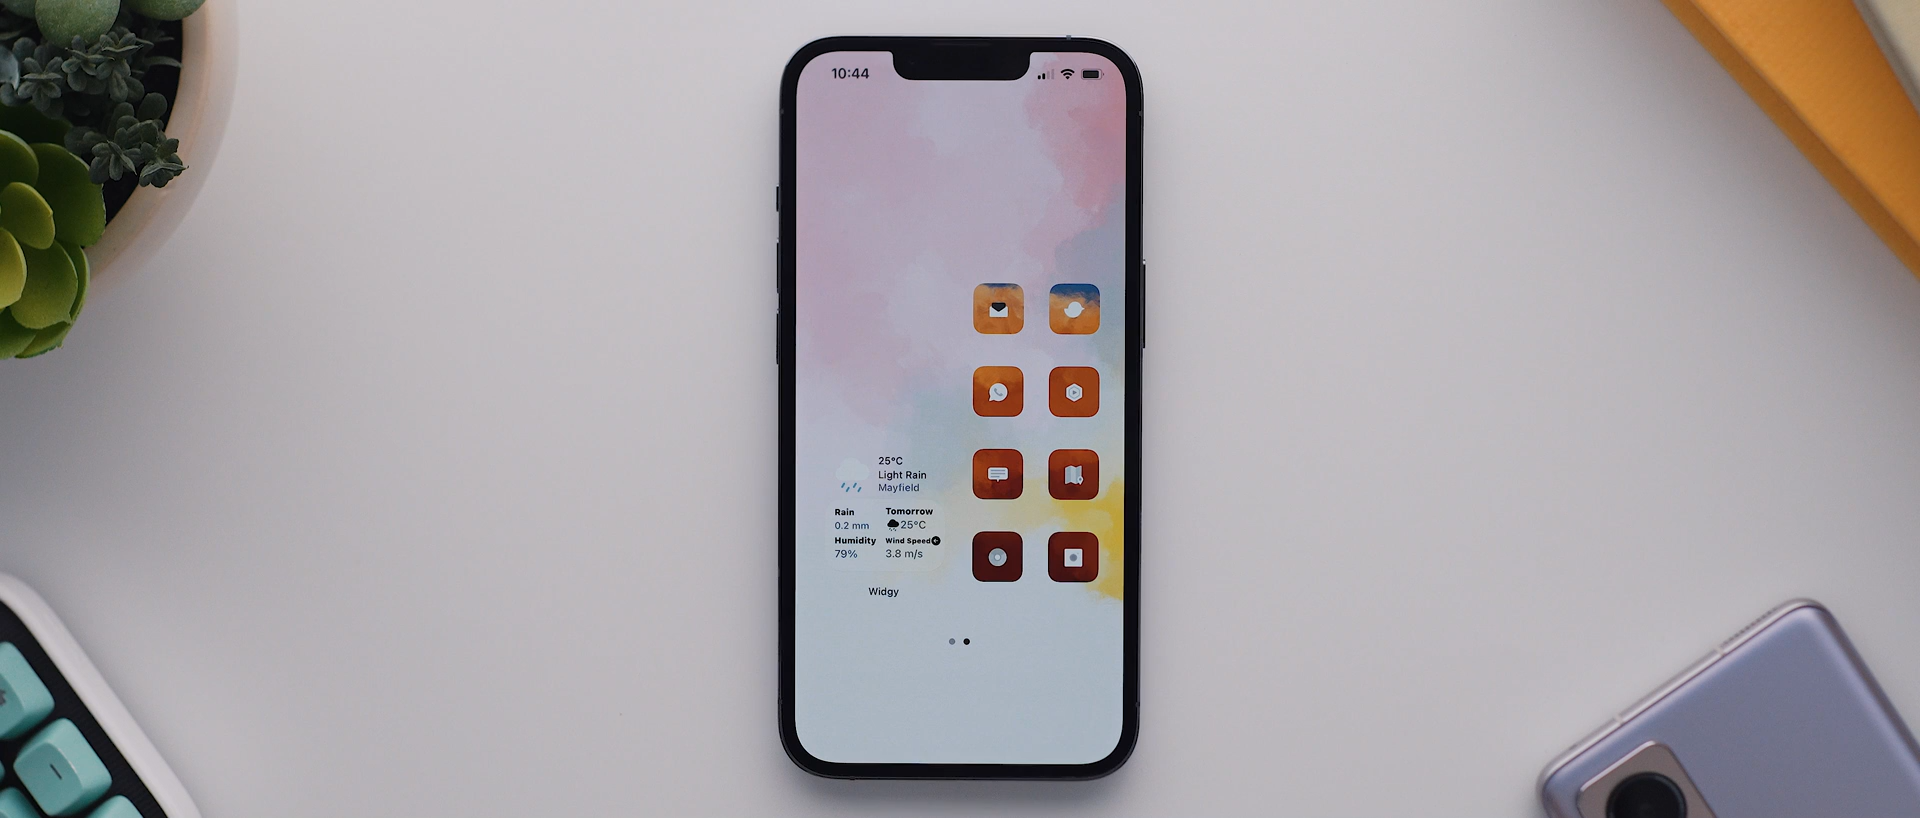 10:44
25°C
Light Rain
Mayfield
Rain
Tomorrow
0.2 mm
25°C
Humidity
Wind Speed
79%
3.8 m/s
Widgy